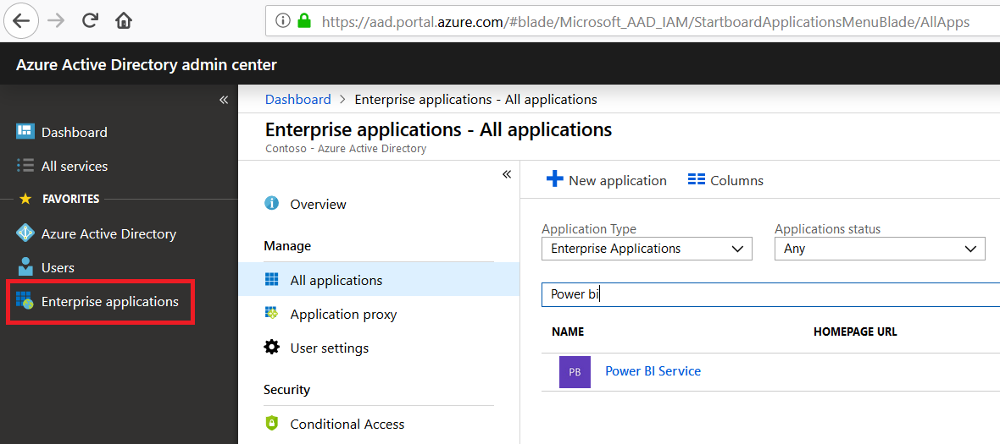 https://aad.portal.azure.com/#blade/Microsoft_AAD_IAM/StartboardApplicationsMenuBlade/AllApps
Azure Active Directory admin center
«
Dashboard
All services
FAVORITES
Azure Active Directory
Users
Enterprise applications
Dashboard > Enterprise applications - All applications
Enterprise applications - All applications
Contoso - Azure Active Directory
«
Overview
Manage
All applications
Application proxy
User settings
Security
Conditional Access
New application Columns
Application Type Applications status
Enterprise Applications Any
Power bi
NAME HOMEPAGE URL
PB Power BI Service